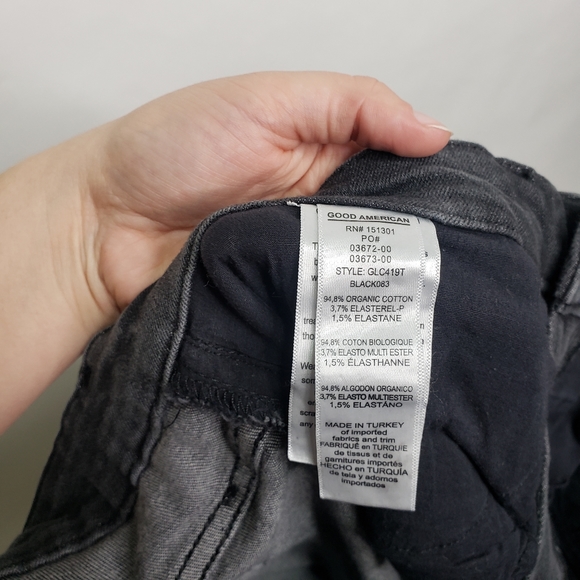 GOOD AMERICAN
RN# 151301
PO#
03672-00
03673-00
STYLE: GLC419T
BLACK083
94,8% ORGANIC COTTON
3,7% ELASTEREL-P
1,5% ELASTANE
94,8% COTON BIOLOGIQUE
3,7% ELASTO MULTI ESTER
1,5% ÉLASTHANNE
94,8% ALGODON ORGANICO
3,7% ELASTO MULTIESTER
1,5% ELASTANO
MADE IN TURKEY
of imported
fabrics and trim
FABRIQUÉ en TURQUIE
de tissus et de
garnitures importés
HECHO en TURQUÍA
de telas y adornos
importados